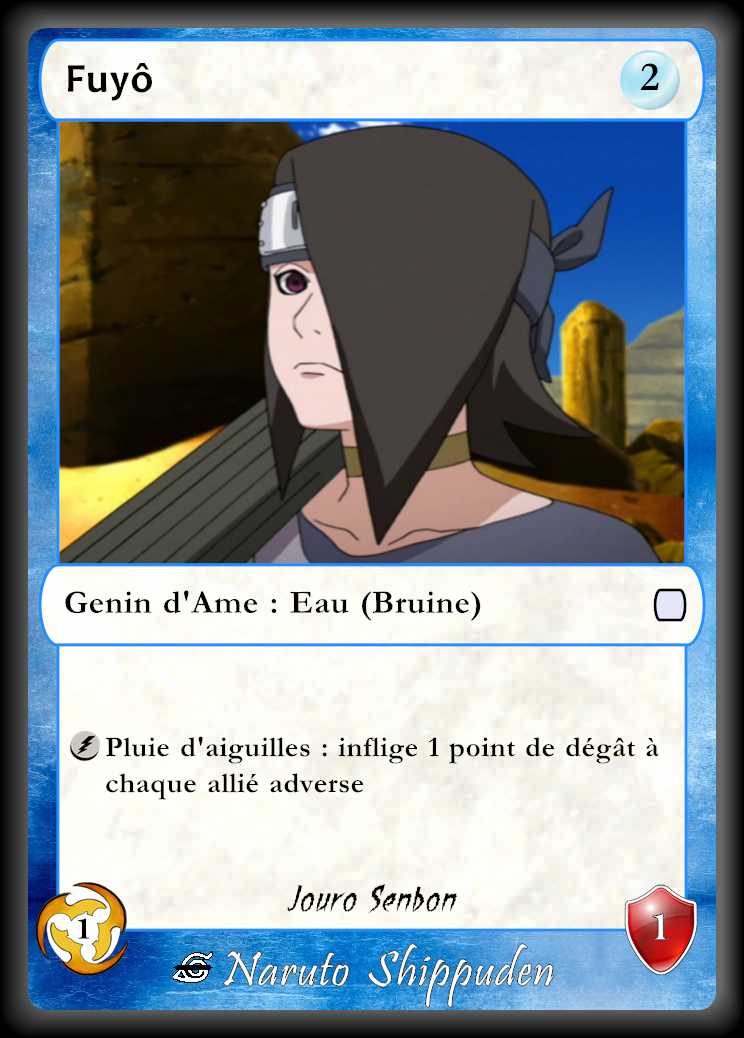 Fuyô
2
Genin d'Ame : Eau (Bruine)
Pluie d'aiguilles : inflige 1 point de dégât à
chaque allié adverse
Jouro Senbon
1
1
Naruto Shippuden